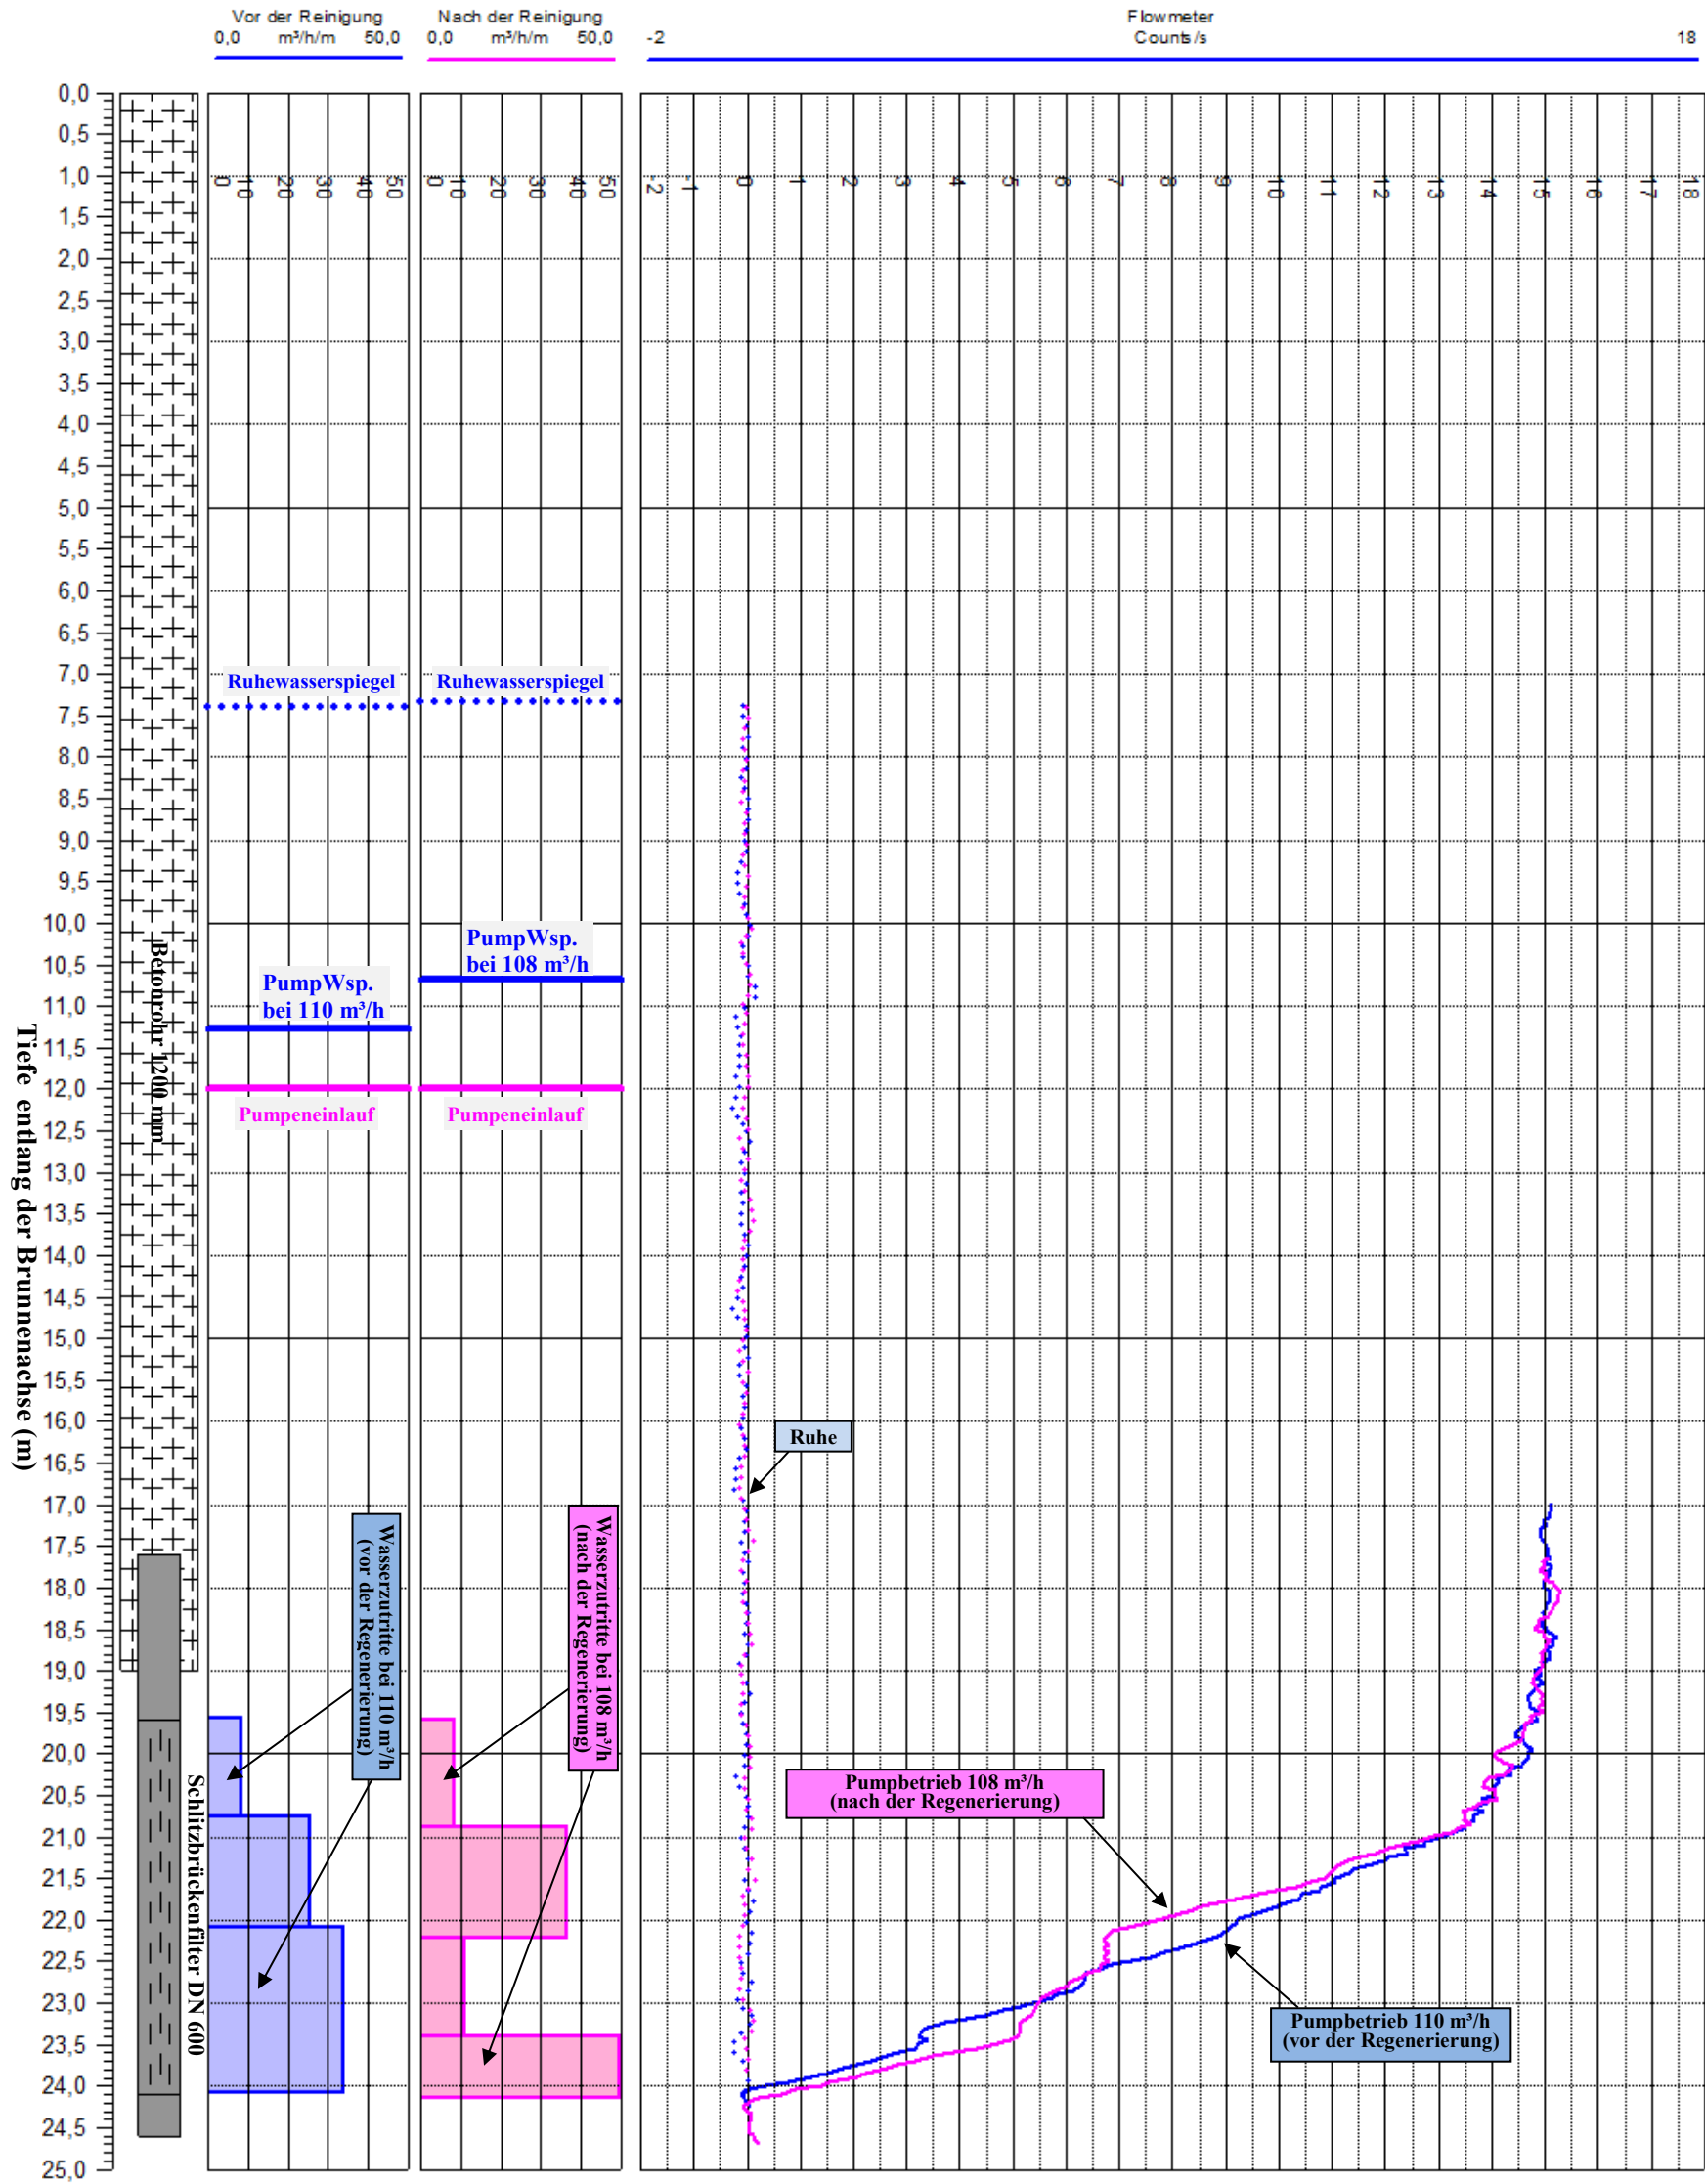 Vor der Reinigung
0,0 m³/h/m 50,0
Nach der Reinigung
0,0 m³/h/m 50,0
Flowmeter
-2 Counts/s 18
0,0
0,5
1,0
1,5
2,0
2,5
3,0
3,5
4,0
4,5
5,0
5,5
6,0
6,5
7,0
7,5
8,0
8,5
9,0
9,5
10,0
10,5
11,0
11,5
12,0
12,5
13,0
13,5
14,0
14,5
15,0
15,5
16,0
16,5
17,0
17,5
18,0
18,5
19,0
19,5
20,0
20,5
21,0
21,5
22,0
22,5
23,0
23,5
24,0
24,5
25,0
Tiefe entlang der Brunnenachse (m)
0 10 20 30 40 50
0 10 20 30 40 50
-2 -1 0 1 2 3 4 5 6 7 8 9 10 11 12 13 14 15 16 17 18
Ruhewasserspiegel
Ruhewasserspiegel
PumpWsp.
bei 110 m³/h
PumpWsp.
bei 108 m³/h
Pumpeneinlauf
Pumpeneinlauf
Betonrohr 1200 mm
Ruhe
Wasserzutritte bei 110 m³/h
(vor der Regenerierung)
Wasserzutritte bei 108 m³/h
(nach der Regenerierung)
Schlitzbrückenfilter DN 600
Pumpbetrieb 108 m³/h
(nach der Regenerierung)
Pumpbetrieb 110 m³/h
(vor der Regenerierung)